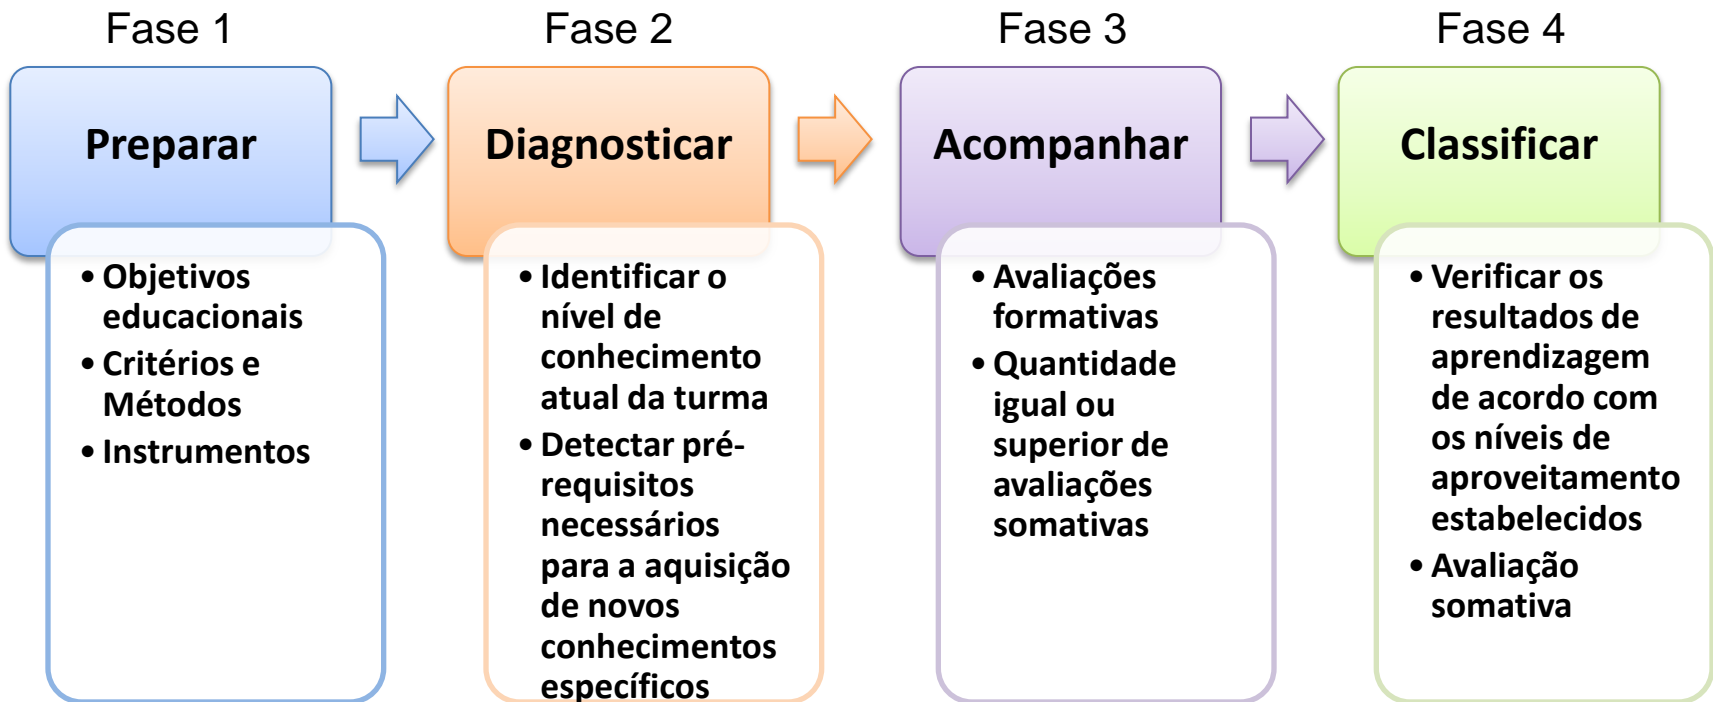 Fase 1
Fase 2
Fase 3
Fase 4
Preparar
Diagnosticar
Acompanhar
Classificar
• Objetivos
educacionais
• Critérios e
Métodos
• Instrumentos
• Identificar o
nível de
conhecimento
atual da turma
• Detectar pré-
requisitos
necessários
para a aquisição
de novos
conhecimentos
específicos
• Avaliações
formativas
• Quantidade
igual ou
superior de
avaliações
somativas
• Verificar os
resultados de
aprendizagem
de acordo com
os níveis de
aproveitamento
estabelecidos
• Avaliação
somativa